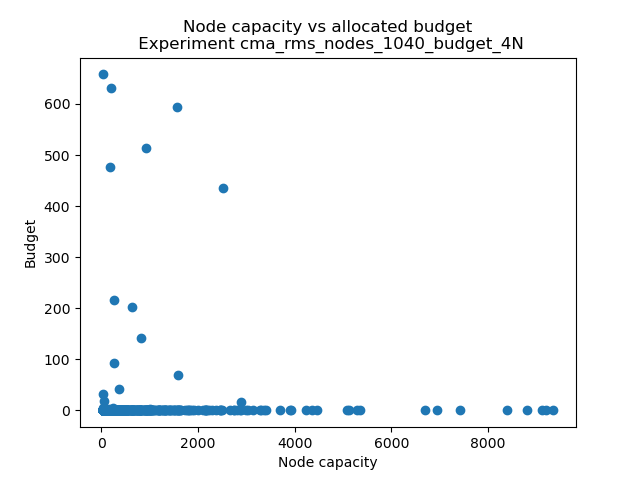 Node capacity vs allocated budget
Experiment cma_rms_nodes_1040_budget_4N
600
500
400
300
200
100
0
Budget
0 2000 4000 6000 8000
Node capacity